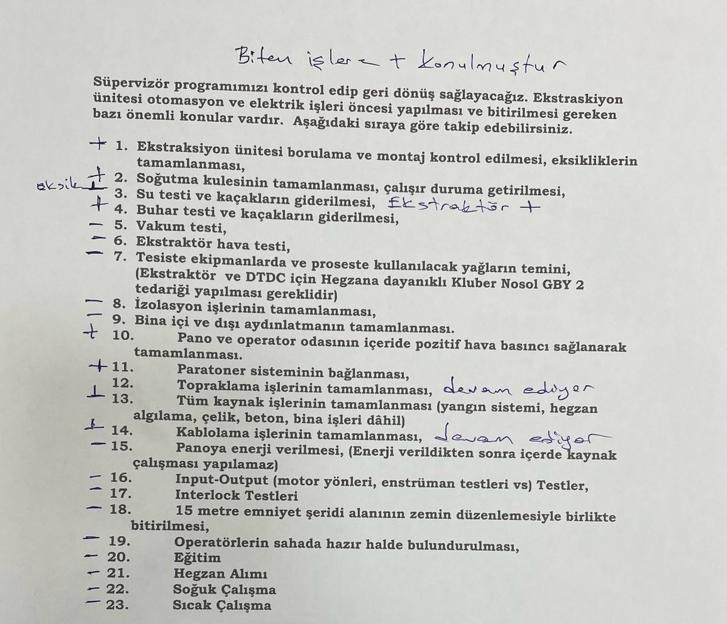 Biten işlere + konulmuştur
Süpervizör programımızı kontrol edip geri dönüş sağlayacağız. Ekstraskiyon
ünitesi otomasyon ve elektrik işleri öncesi yapılması ve bitirilmesi gereken
bazı önemli konular vardır. Aşağıdaki sıraya göre takip edebilirsiniz.
+ 1. Ekstraksiyon ünitesi borulama ve montaj kontrol edilmesi, eksikliklerin
tamamlanması,
+ 2. Soğutma kulesinin tamamlanması, çalışır duruma getirilmesi,
eksik ± 3. Su testi ve kaçakların giderilmesi, Ekstraktör +
+ 4. Buhar testi ve kaçakların giderilmesi,
− 5. Vakum testi,
− 6. Ekstraktör hava testi,
− 7. Tesiste ekipmanlarda ve proseste kullanılacak yağların temini,
(Ekstraktör ve DTDC için Hegzana dayanıklı Kluber Nosol GBY 2
tedariği yapılması gereklidir)
− 8. İzolasyon işlerinin tamamlanması,
− 9. Bina içi ve dışı aydınlatmanın tamamlanması.
+ 10. Pano ve operator odasının içeride pozitif hava basıncı sağlanarak
tamamlanması.
+ 11. Paratoner sisteminin bağlanması,
12. Topraklama işlerinin tamamlanması, devam ediyor
± 13. Tüm kaynak işlerinin tamamlanması (yangın sistemi, hegzan
algılama, çelik, beton, bina işleri dâhil)
± 14. Kablolama işlerinin tamamlanması, devam ediyor
− 15. Panoya enerji verilmesi, (Enerji verildikten sonra içerde kaynak
çalışması yapılamaz)
− 16. Input-Output (motor yönleri, enstrüman testleri vs) Testler,
− 17. Interlock Testleri
− 18. 15 metre emniyet şeridi alanının zemin düzenlemesiyle birlikte
bitirilmesi,
− 19. Operatörlerin sahada hazır halde bulundurulması,
− 20. Eğitim
− 21. Hegzan Alımı
− 22. Soğuk Çalışma
− 23. Sıcak Çalışma